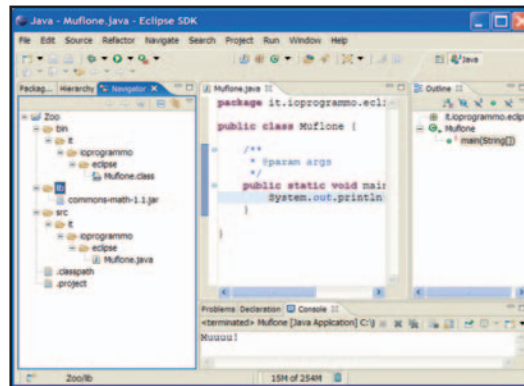 Java - Muflone.java - Eclipse SDK
File Edit Source Refactor Navigate Search Project Run Window Help
Java
Packag... Hierarchy Navigator
Zoo
bin
it
ioprogrammo
eclipse
Muflone.class
lib
commons-math-1.1.jar
src
it
ioprogrammo
eclipse
Muflone.java
.classpath
.project
Muflone.java
package it.ioprogrammo.ecl
public class Muflone {
/**
* @param args
*/
public static void mai
System.out.println
}
}
Outline
it.ioprogrammo.ecl
Muflone
main(String[])
Problems Declaration Console
<terminated> Muflone [Java Application] C:\
Muuuu!
Zoo/lib
15M of 254M